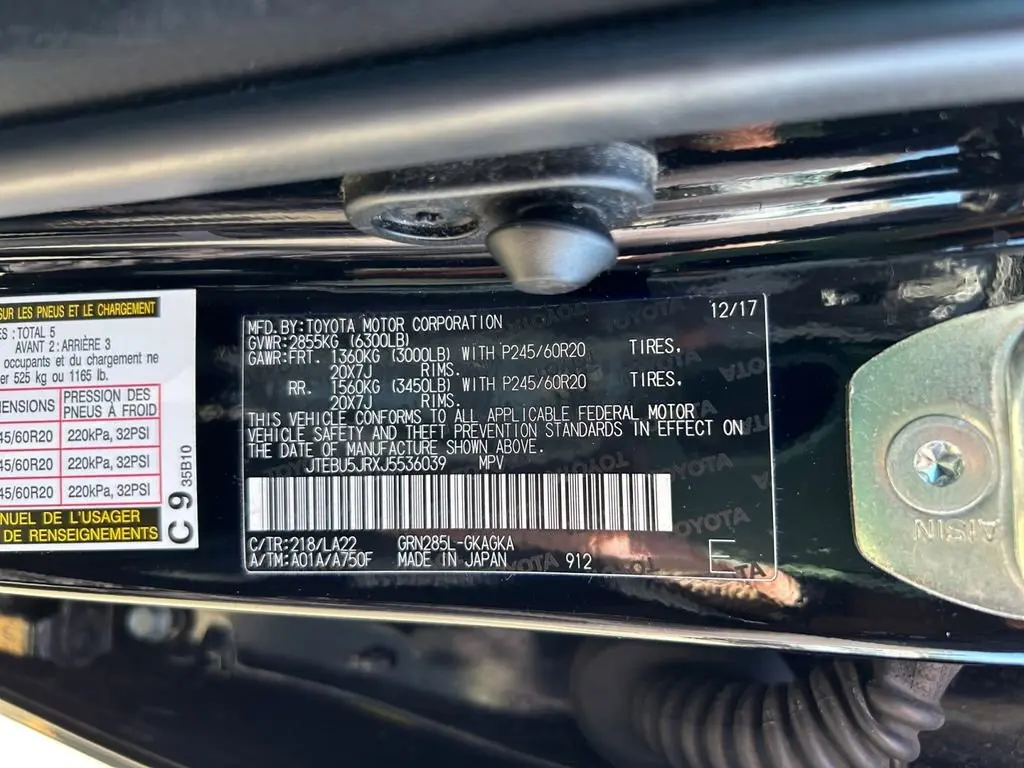 SUR LES PNEUS ET LE CHARGEMENT
ES : TOTAL 5
AVANT 2: ARRIÈRE 3
occupants et du chargement ne
er 525 kg ou 1165 lb.
MENSIONS PRESSION DES PNEUS À FROID
45/60R20 220kPa, 32PSI
45/60R20 220kPa, 32PSI
45/60R20 220kPa, 32PSI
NUEL DE L'USAGER
DE RENSEIGNEMENTS
C 9 35B10
12/17
MFD.BY:TOYOTA MOTOR CORPORATION
GVWR:2855KG (6300LB)
GAWR:FRT. 1360KG (3000LB) WITH P245/60R20 TIRES.
20X7J RIMS.
RR. 1560KG (3450LB) WITH P245/60R20 TIRES.
20X7J RIMS.
THIS VEHICLE CONFORMS TO ALL APPLICABLE FEDERAL MOTOR
VEHICLE SAFETY AND THEFT PREVENTION STANDARDS IN EFFECT ON
THE DATE OF MANUFACTURE SHOWN ABOVE.
JTEBU5JRXJ5536039 MPV
C/TR:218/LA22 GRN285L-GKAGKA
A/TM:A01A/A750F MADE IN JAPAN 912 E
TOYOTA
AISIN